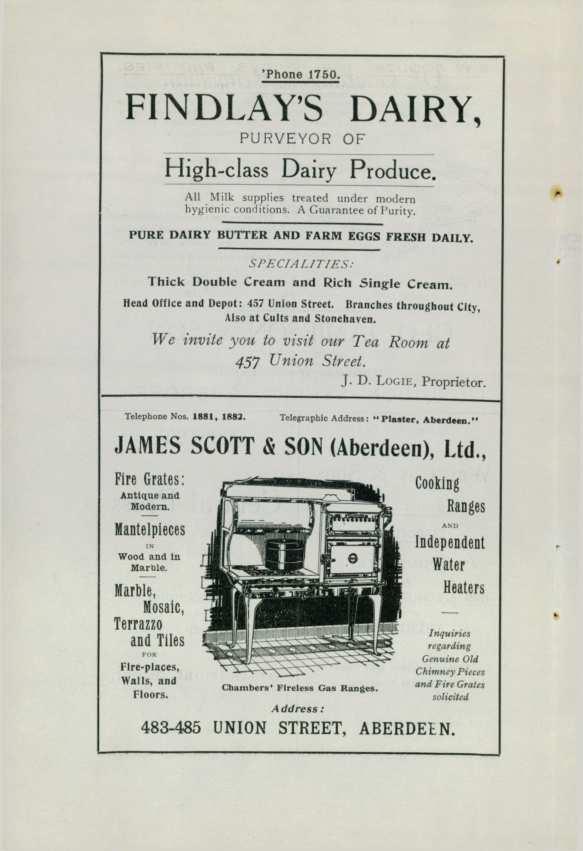 'Phone 1750.
FINDLAY'S DAIRY,
PURVEYOR OF
High-class Dairy Produce.
All Milk supplies treated under modern
hygienic conditions. A Guarantee of Purity.
PURE DAIRY BUTTER AND FARM EGGS FRESH DAILY.
SPECIALITIES:
Thick Double Cream and Rich Single Cream.
Head Office and Depot: 457 Union Street. Branches throughout City,
Also at Cults and Stonehaven.
We invite you to visit our Tea Room at
457 Union Street.
J. D. LOGIE, Proprietor.
Telephone Nos. 1881, 1882. Telegraphic Address: "Plaster, Aberdeen."
JAMES SCOTT & SON (Aberdeen), Ltd.,
Fire Grates:
Antique and
Modern.
Mantelpieces
IN
Wood and in
Marble.
Marble,
Mosaic,
Terrazzo
and Tiles
FOR
Fire-places,
Walls, and
Floors.
Chambers' Fireless Gas Ranges.
Cooking
Ranges
AND
Independent
Water
Heaters
Inquiries
regarding
Genuine Old
Chimney Pieces
and Fire Grates
solicited
Address:
483-485 UNION STREET, ABERDEEN.